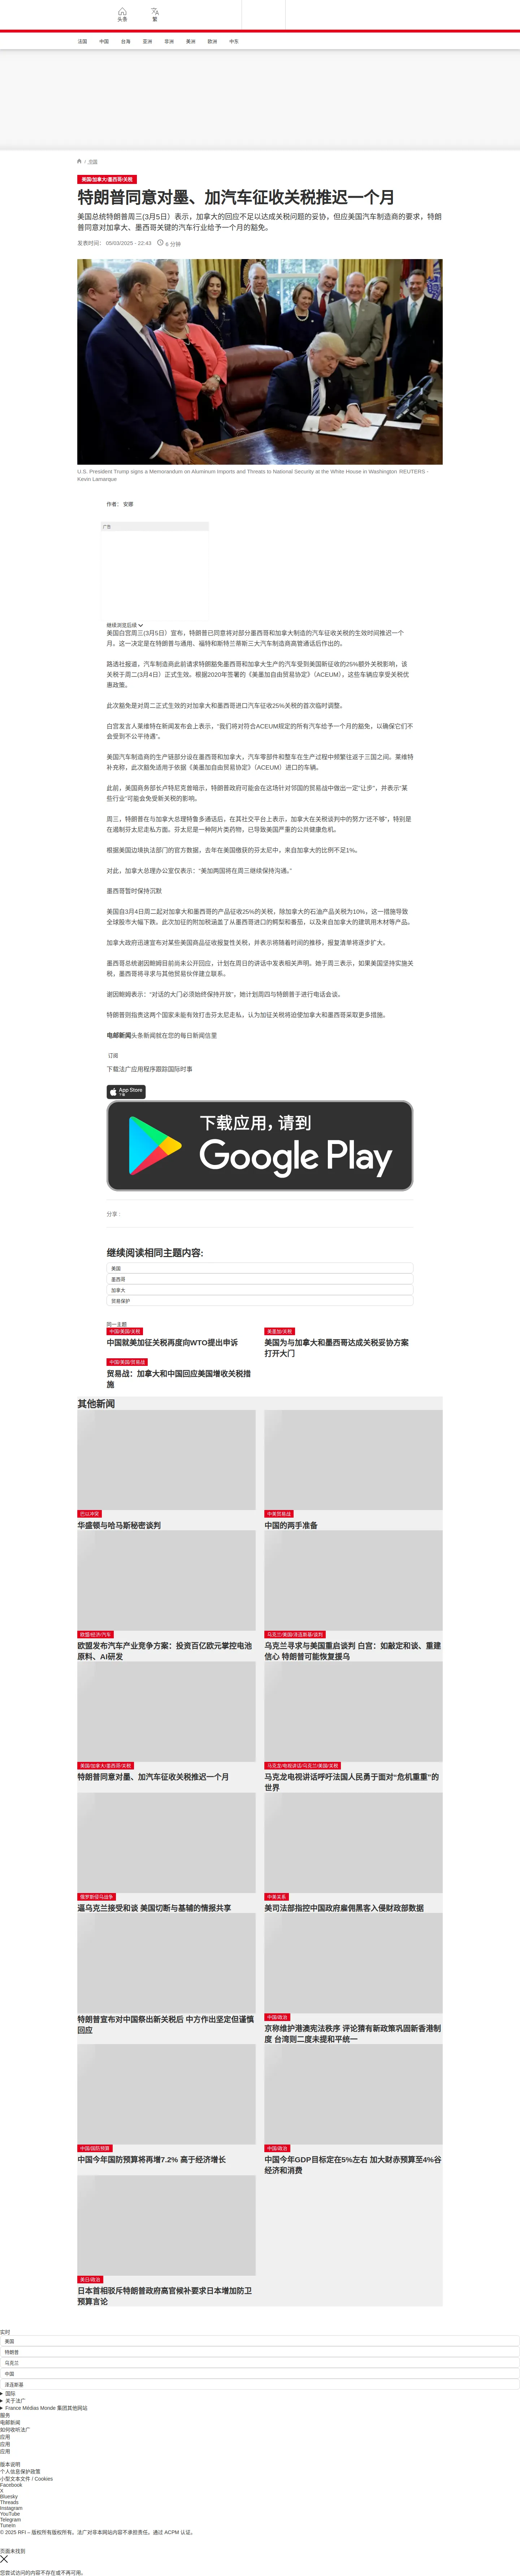 头条
繁
法国 中国 台海 亚洲 非洲 美洲 欧洲 中东
/ 中国
美国/加拿大/墨西哥/关税
特朗普同意对墨、加汽车征收关税推迟一个月
美国总统特朗普周三(3月5日）表示，加拿大的回应不足以达成关税问题的妥协，但应美国汽车制造商的要求，特朗
普同意对加拿大、墨西哥关键的汽车行业给予一个月的豁免。
发表时间： 05/03/2025 - 22:43 6 分钟
U.S. President Trump signs a Memorandum on Aluminum Imports and Threats to National Security at the White House in Washington REUTERS -
Kevin Lamarque
作者： 安娜
广告
继续浏览后续
美国白宫周三(3月5日）宣布，特朗普已同意将对部分墨西哥和加拿大制造的汽车征收关税的生效时间推迟一个
月。这一决定是在特朗普与通用、福特和斯特兰蒂斯三大汽车制造商高管通话后作出的。
路透社报道，汽车制造商此前请求特朗普豁免墨西哥和加拿大生产的汽车受到美国新征收的25%额外关税影响，该
关税于周二(3月4日）正式生效。根据2020年签署的《美墨加自由贸易协定》（ACEUM），这些车辆应享受关税优
惠政策。
此次豁免是对周二正式生效的对加拿大和墨西哥进口汽车征收25%关税的首次临时调整。
白宫发言人莱维特在新闻发布会上表示，“我们将对符合ACEUM规定的所有汽车给予一个月的豁免，以确保它们不
会受到不公平待遇”。
美国汽车制造商的生产链部分设在墨西哥和加拿大，汽车零部件和整车在生产过程中频繁往返于三国之间。莱维特
补充称，此次豁免适用于依据《美墨加自由贸易协定》（ACEUM）进口的车辆。
此前，美国商务部长卢特尼克曾暗示，特朗普政府可能会在这场针对邻国的贸易战中做出一定"让步"，并表示"某
些行业"可能会免受新关税的影响。
周三，特朗普在与加拿大总理特鲁多通话后，在其社交平台上表示，加拿大在关税谈判中的努力"还不够"，特别是
在遏制芬太尼走私方面。芬太尼是一种阿片类药物，已导致美国严重的公共健康危机。
根据美国边境执法部门的官方数据，去年在美国缴获的芬太尼中，来自加拿大的比例不足1%。
对此，加拿大总理办公室仅表示：“美加两国将在周三继续保持沟通。”
墨西哥暂时保持沉默
美国自3月4日周二起对加拿大和墨西哥的产品征收25%的关税，除加拿大的石油产品关税为10%，这一措施导致
全球股市大幅下跌。此次加征的附加税涵盖了从墨西哥进口的鳄梨和番茄，以及来自加拿大的建筑用木材等产品。
加拿大政府迅速宣布对某些美国商品征收报复性关税，并表示将随着时间的推移，报复清单将逐步扩大。
墨西哥总统谢因鲍姆目前尚未公开回应，计划在周日的讲话中发表相关声明。她于周三表示，如果美国坚持实施关
税，墨西哥将寻求与其他贸易伙伴建立联系。
谢因鲍姆表示：“对话的大门必须始终保持开放”，她计划周四与特朗普于进行电话会谈。
特朗普则指责这两个国家未能有效打击芬太尼走私，认为加征关税将迫使加拿大和墨西哥采取更多措施。
电邮新闻头条新闻就在您的每日新闻信里
订阅
下载法广应用程序跟踪国际时事
App Store
下载
下载应用，请到
Google Play
分享 :
继续阅读相同主题内容:
美国
墨西哥
加拿大
贸易保护
同一主题
中国/美国/关税
中国就美加征关税再度向WTO提出申诉
美墨加/关税
美国为与加拿大和墨西哥达成关税妥协方案
打开大门
中国/美国/贸易战
贸易战：加拿大和中国回应美国增收关税措
施
其他新闻
巴以冲突
华盛顿与哈马斯秘密谈判
中美贸易战
中国的两手准备
欧盟/经济/汽车
欧盟发布汽车产业竞争方案：投资百亿欧元掌控电池
原料、AI研发
乌克兰/美国/泽连斯基/谈判
乌克兰寻求与美国重启谈判 白宫：如敲定和谈、重建
信心 特朗普可能恢复援乌
美国/加拿大/墨西哥/关税
特朗普同意对墨、加汽车征收关税推迟一个月
马克龙/电视讲话/乌克兰/美国/关税
马克龙电视讲话呼吁法国人民勇于面对“危机重重”的
世界
俄罗斯侵乌战争
逼乌克兰接受和谈 美国切断与基辅的情报共享
中美关系
美司法部指控中国政府雇佣黑客入侵财政部数据
特朗普宣布对中国祭出新关税后 中方作出坚定但谨慎
回应
中国/政治
京称维护港澳宪法秩序 评论猜有新政策巩固新香港制
度 台湾则二度未提和平统一
中国/国防预算
中国今年国防预算将再增7.2% 高于经济增长
中国/政治
中国今年GDP目标定在5%左右 加大财赤预算至4%谷
经济和消费
美日/政治
日本首相驳斥特朗普政府高官候补要求日本增加防卫
预算言论
实时
美国
特朗普
乌克兰
中国
泽连斯基
国际
关于法广
France Médias Monde 集团其他网站
服务
电邮新闻
如何收听法广
应用
应用
应用
版本说明
个人信息保护政策
小型文本文件 / Cookies
Facebook
X
Bluesky
Threads
Instagram
YouTube
Telegram
TuneIn
© 2025 RFI – 版权所有版权所有。法广对非本网站内容不承担责任。通过 ACPM 认证。
页面未找到
您尝试访问的内容不存在或不再可用。